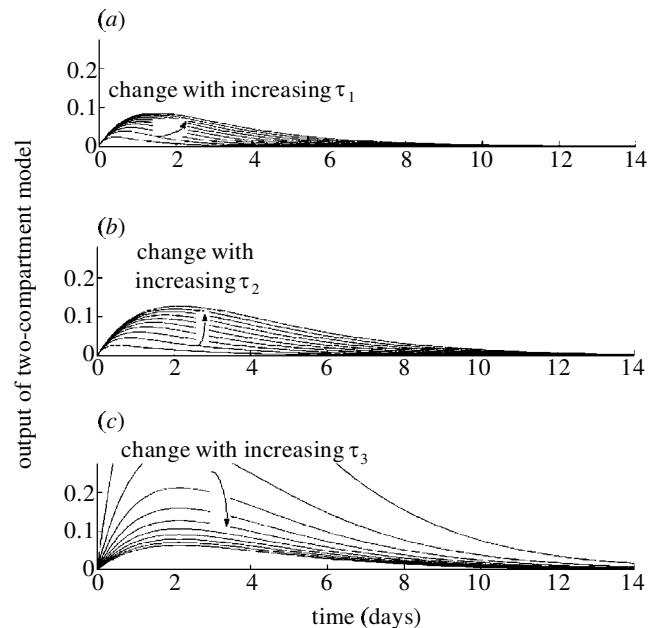 (a)
0.2
change with increasing τ1
0.1
0
0 2 4 6 8 10 12 14
(b)
change with
increasing τ2
0.2
0.1
0
0 2 4 6 8 10 12 14
(c)
change with increasing τ3
0.2
0.1
0
0 2 4 6 8 10 12 14
time (days)
output of two-compartment model